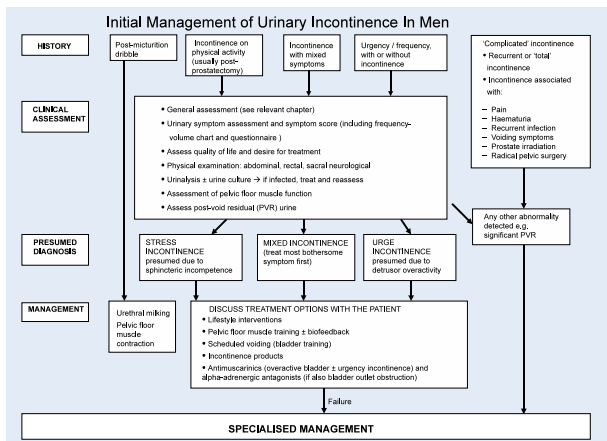 Initial Management of Urinary Incontinence In Men
HISTORY
Post-micturition
dribble
Incontinence on
physical activity
(usually post-
prostatectomy)
Incontinence
with mixed
symptoms
Urgency / frequency,
with or without
incontinence
'Complicated' incontinence
• Recurrent or 'total'
incontinence
• Incontinence associated
with:
– Pain
– Haematuria
– Recurrent infection
– Voiding symptoms
– Prostate irradiation
– Radical pelvic surgery
CLINICAL
ASSESSMENT
• General assessment (see relevant chapter)
• Urinary symptom assessment and symptom score (including frequency-
volume chart and questionnaire )
• Assess quality of life and desire for treatment
• Physical examination: abdominal, rectal, sacral neurological
• Urinalysis ± urine culture → if infected, treat and reassess
• Assessment of pelvic floor muscle function
• Assess post-void residual (PVR) urine
Any other abnormality
detected e.g.
significant PVR
PRESUMED
DIAGNOSIS
STRESS
INCONTINENCE
presumed due to
sphincteric incompetence
MIXED INCONTINENCE
(treat most bothersome
symptom first)
URGE
INCONTINENCE
presumed due to
detrusor overactivity
MANAGEMENT
Urethral milking
Pelvic floor
muscle
contraction
DISCUSS TREATMENT OPTIONS WITH THE PATIENT
• Lifestyle interventions
• Pelvic floor muscle training ± biofeedback
• Scheduled voiding (bladder training)
• Incontinence products
• Antimuscarinics (overactive bladder ± urgency incontinence) and
alpha-adrenergic antagonists (if also bladder outlet obstruction)
Failure
SPECIALISED MANAGEMENT